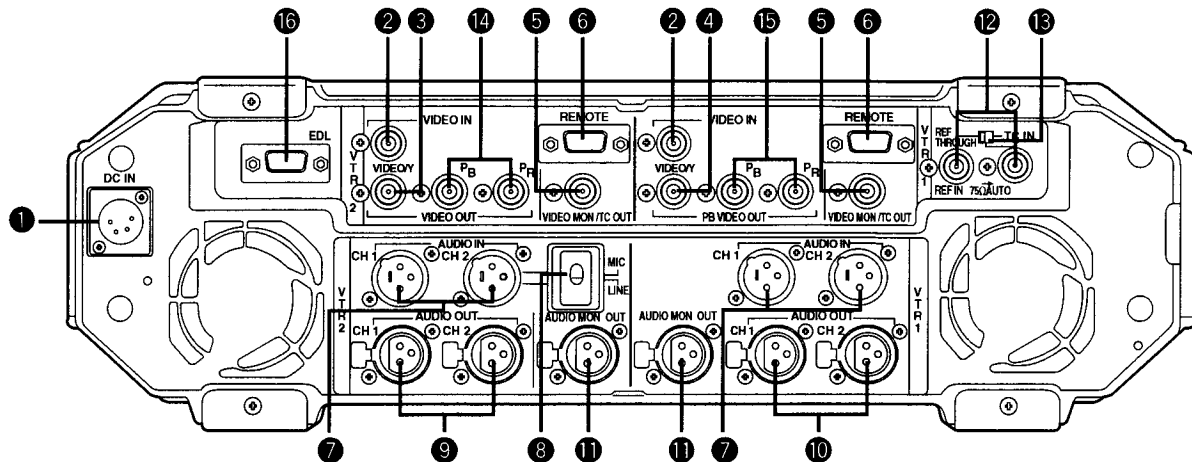 16 2 3 14 5 6 2 4 15 5 6 12 13
EDL
DC IN
1
VTR2
VIDEO IN
VIDEO/Y
PB
PR
VIDEO OUT
REMOTE
VIDEO MON /TC OUT
VIDEO IN
VIDEO/Y
PB
PR
PB VIDEO OUT
REMOTE
VIDEO MON /TC OUT
VTR1
REF THROUGH
TC IN
REF IN
75Ω AUTO
VTR2
AUDIO IN
CH 1
CH 2
MIC
LINE
AUDIO OUT
CH 1
CH 2
AUDIO MON OUT
AUDIO MON OUT
AUDIO IN
CH 1
CH 2
AUDIO OUT
CH 1
CH 2
VTR1
7 9 8 11 11 7 10